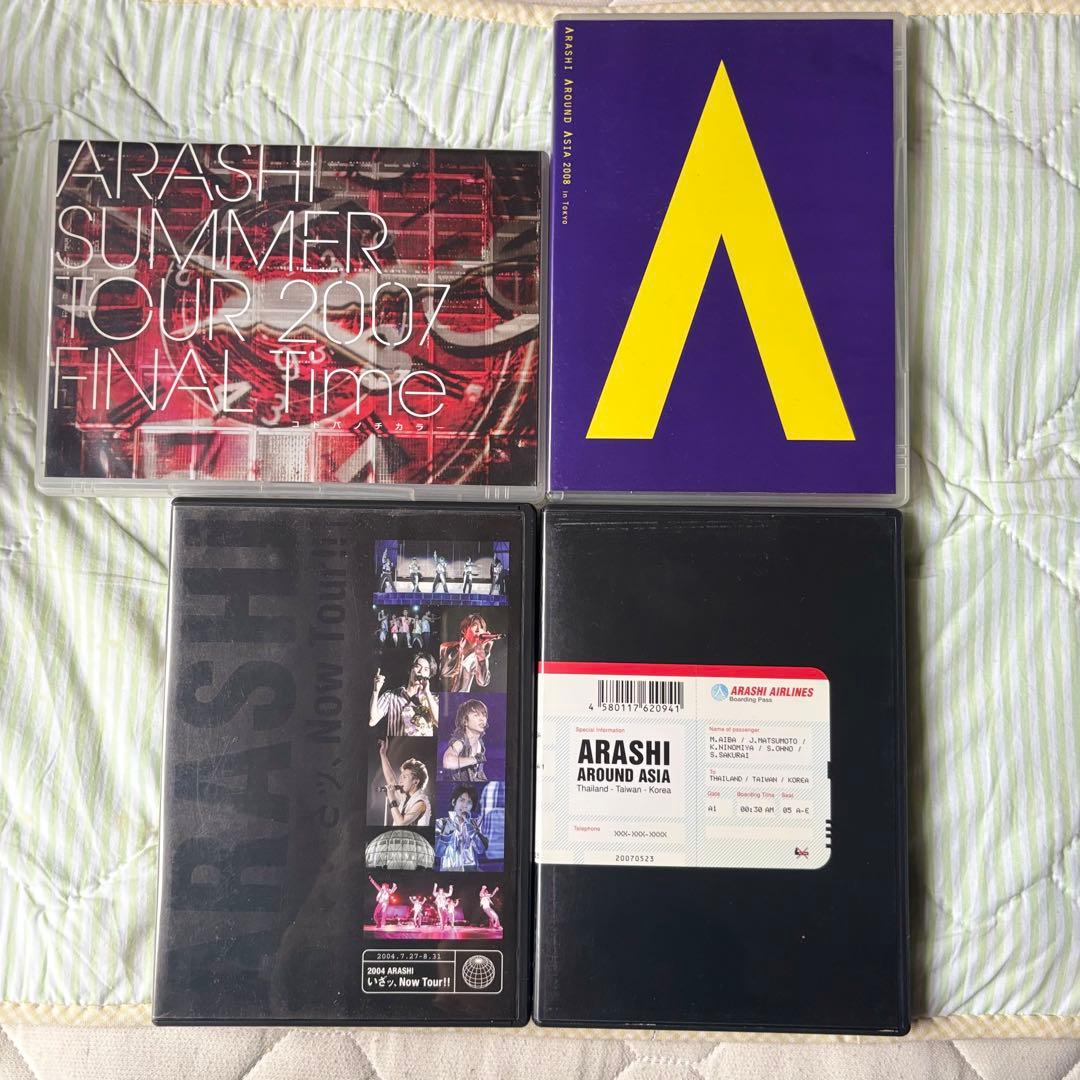 ARASHI
SUMMER
TOUR 2007
FINAL Time
コトバノチカラ
ARASHI AROUND ASIA 2008 in TOKYO
ARASHI
いざッ、Now Tour!!
2004.7.27-8.31
2004 ARASHI
いざッ、Now Tour!!
4 580117 620941
Special Information
ARASHI
AROUND ASIA
Thailand - Taiwan - Korea
Telephone
XXX-XXX-XXXX
20070523
ARASHI AIRLINES
Boarding Pass
Name of passenger
M.AIBA / J.MATSUMOTO /
K.NINOMIYA / S.OHNO /
S.SAKURAI
To
THAILAND / TAIWAN / KOREA
Gate Boarding Time Seat
A1 00:30 AM 05 A-E